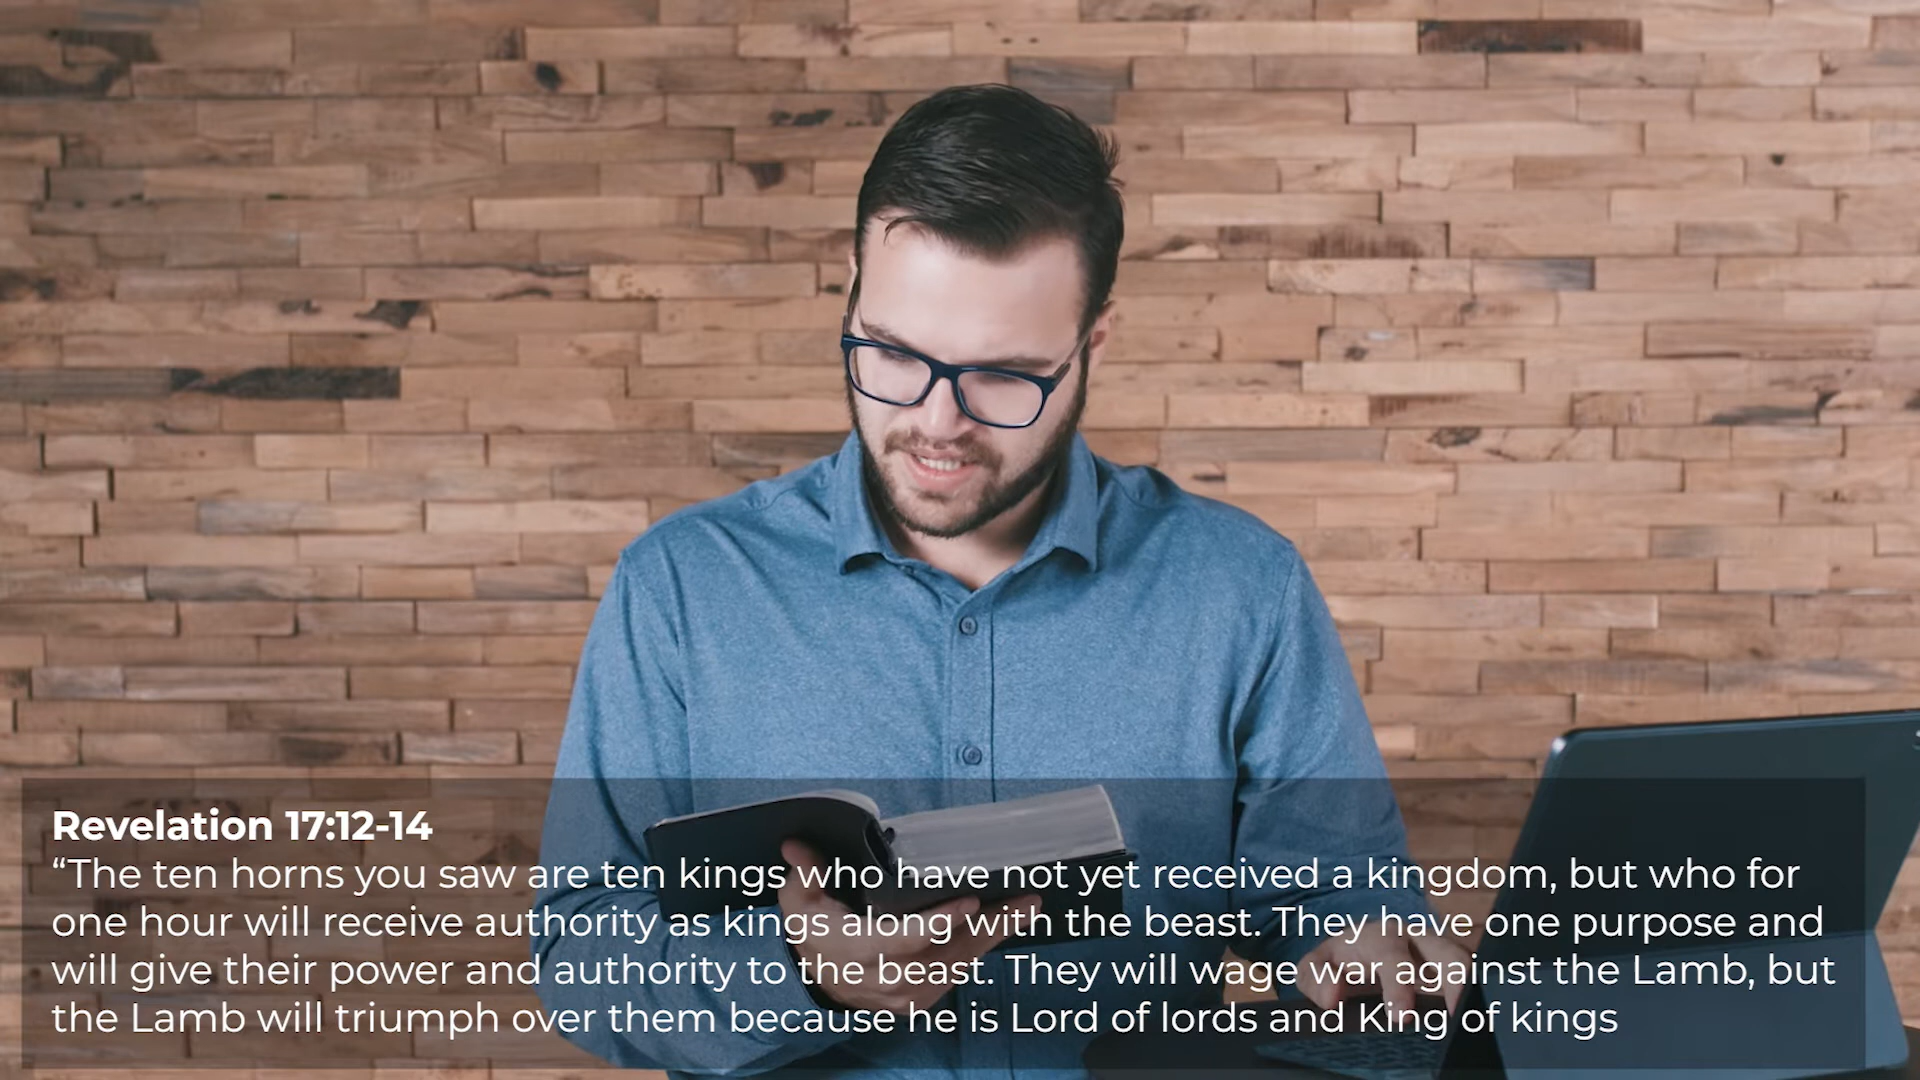 Revelation 17:12-14
“The ten horns you saw are ten kings who have not yet received a kingdom, but who for
one hour will receive authority as kings along with the beast. They have one purpose and
will give their power and authority to the beast. They will wage war against the Lamb, but
the Lamb will triumph over them because he is Lord of lords and King of kings